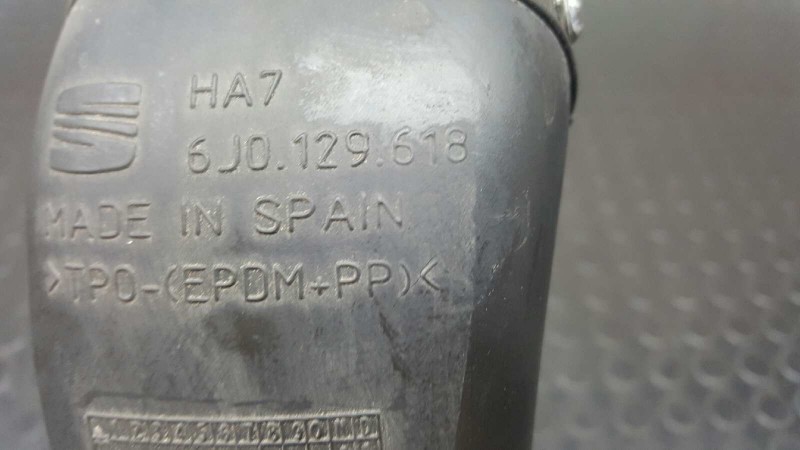 HA7
6J0.129.618
MADE IN SPAIN
>TPO-(EPDM+PP)<